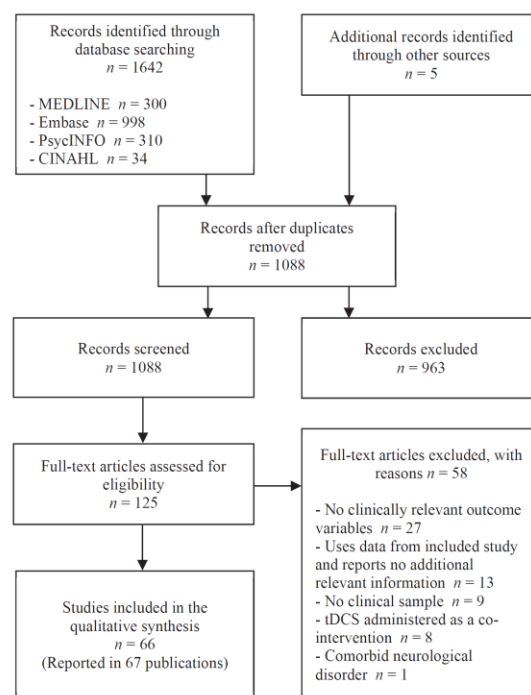 Records identified through
database searching
n = 1642
- MEDLINE n = 300
- Embase n = 998
- PsycINFO n = 310
- CINAHL n = 34
Additional records identified
through other sources
n = 5
Records after duplicates
removed
n = 1088
Records screened
n = 1088
Records excluded
n = 963
Full-text articles assessed for
eligibility
n = 125
Full-text articles excluded, with
reasons n = 58
- No clinically relevant outcome
variables n = 27
- Uses data from included study
and reports no additional
relevant information n = 13
- No clinical sample n = 9
- tDCS administered as a co-
intervention n = 8
- Comorbid neurological
disorder n = 1
Studies included in the
qualitative synthesis
n = 66
(Reported in 67 publications)